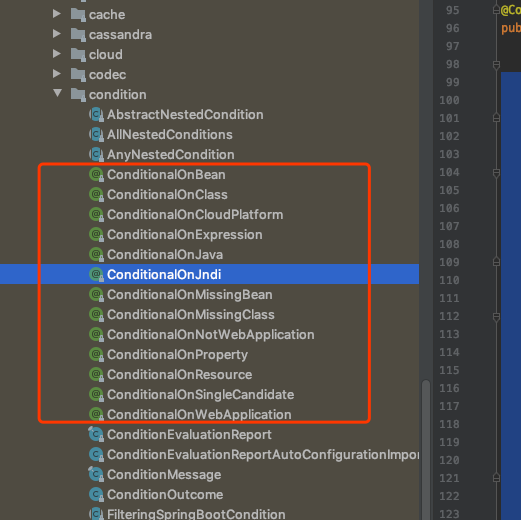 cache
cassandra
cloud
codec
condition
AbstractNestedCondition
AllNestedConditions
AnyNestedCondition
ConditionalOnBean
ConditionalOnClass
ConditionalOnCloudPlatform
ConditionalOnExpression
ConditionalOnJava
ConditionalOnJndi
ConditionalOnMissingBean
ConditionalOnMissingClass
ConditionalOnNotWebApplication
ConditionalOnProperty
ConditionalOnResource
ConditionalOnSingleCandidate
ConditionalOnWebApplication
ConditionEvaluationReport
ConditionEvaluationReportAutoConfigurationImpor
ConditionMessage
ConditionOutcome
FilteringSpringBootCondition
95 @Co
96 pub
97
98
99
100
101
102
103
104
105
106
107
108
109
110
111
112
113
114
115
116
117
118
119
120
121
122
123